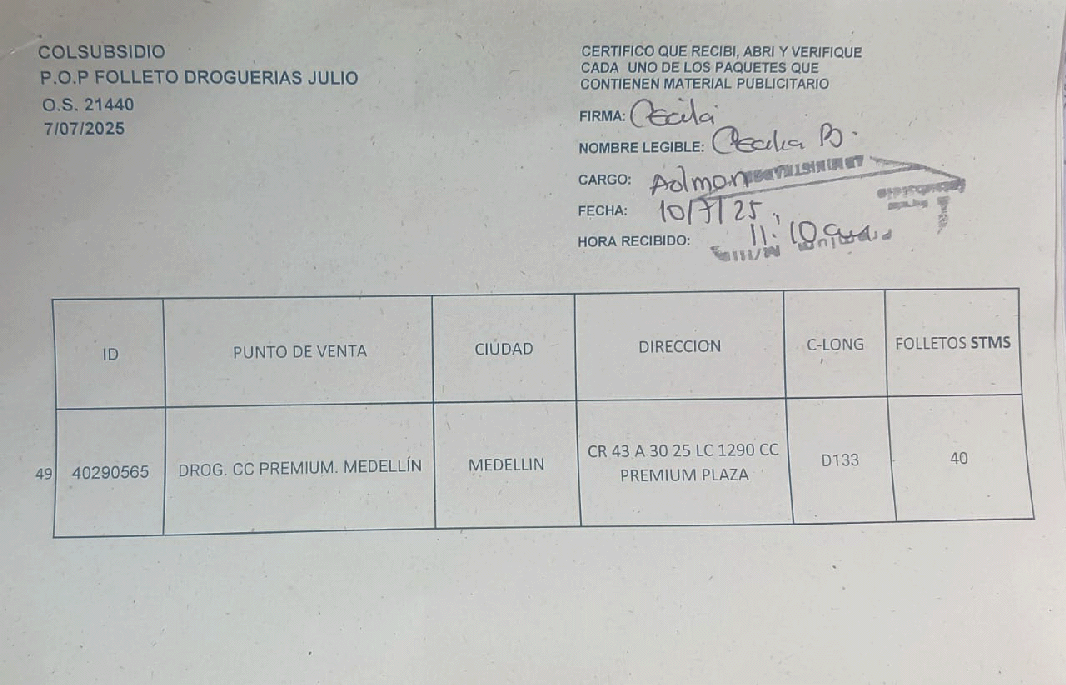 COLSUBSIDIO
P.O.P FOLLETO DROGUERIAS JULIO
O.S. 21440
7/07/2025
CERTIFICO QUE RECIBI, ABRI Y VERIFIQUE
CADA UNO DE LOS PAQUETES QUE
CONTIENEN MATERIAL PUBLICITARIO
FIRMA: Cecilia
NOMBRE LEGIBLE: Cecilia B.
CARGO: Admon
FECHA: 10/7/25
HORA RECIBIDO: 11:10
ID PUNTO DE VENTA CIUDAD DIRECCION C-LONG FOLLETOS STMS
49 40290565 DROG. CC PREMIUM. MEDELLÍN MEDELLIN CR 43 A 30 25 LC 1290 CC PREMIUM PLAZA D133 40